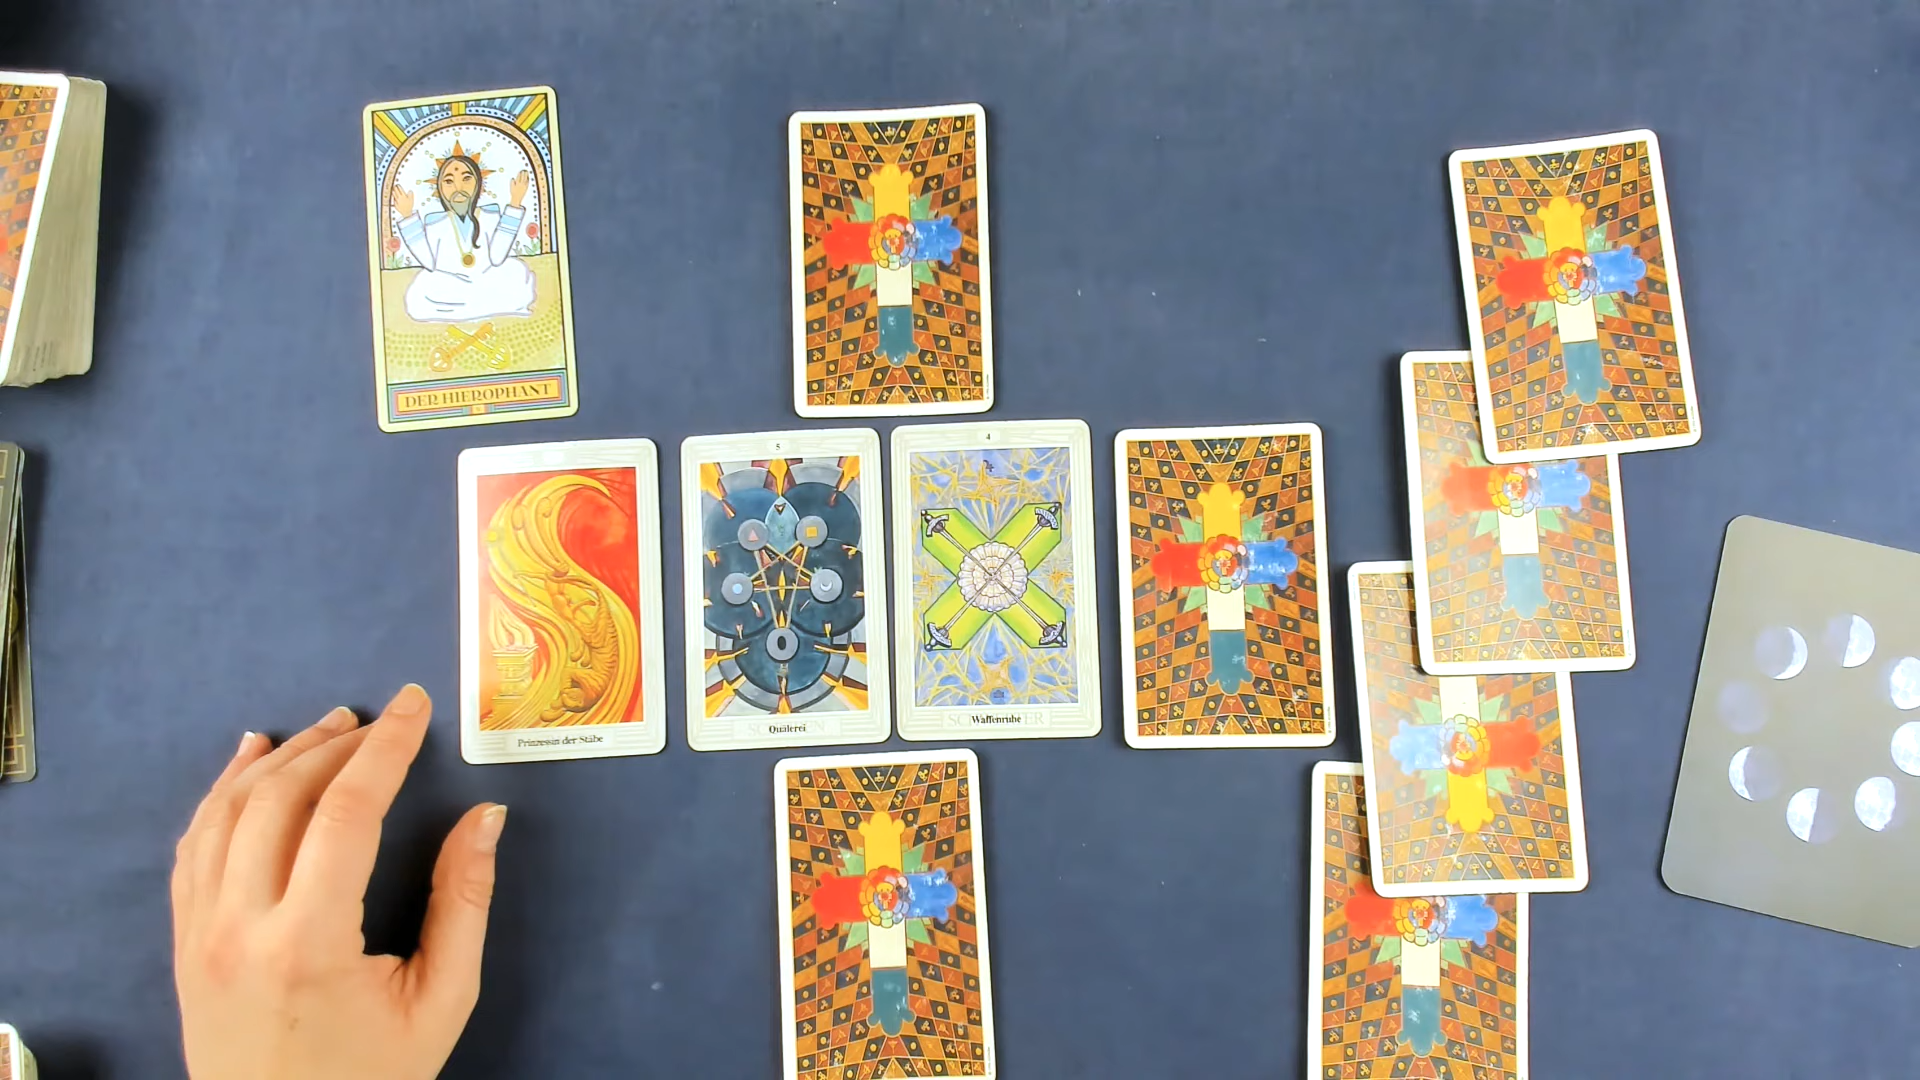 DER HIEROPHANT
Prinzessin der Stäbe
5
Quälerei
4
Waffenruhe